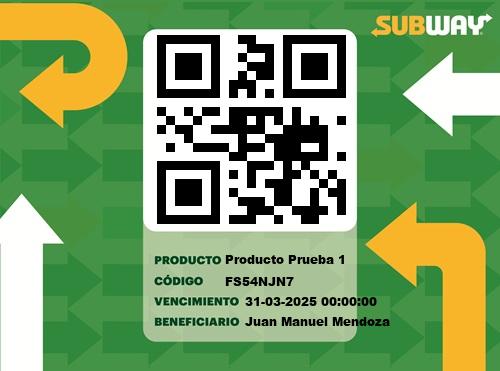 SUBWAY
PRODUCTO Producto Prueba 1
CÓDIGO FS54NJN7
VENCIMIENTO 31-03-2025 00:00:00
BENEFICIARIO Juan Manuel Mendoza